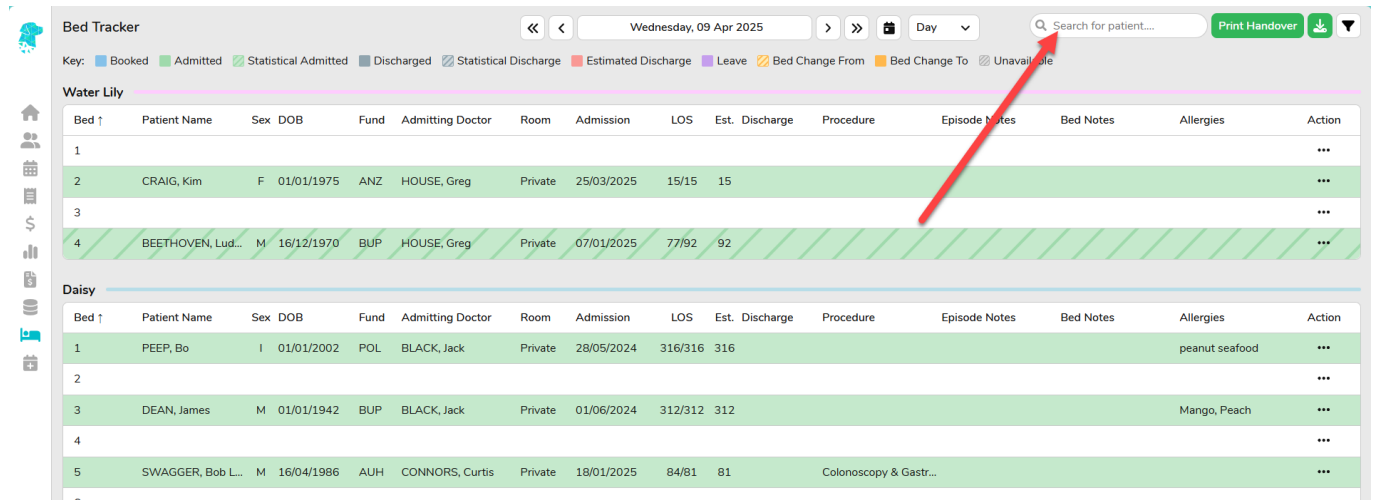 Bed Tracker
Wednesday, 09 Apr 2025
Day
Search for patient....
Print Handover
Key: Booked Admitted Statistical Admitted Discharged Statistical Discharge Estimated Discharge Leave Bed Change From Bed Change To Unavailable
Water Lily
Bed ↑ Patient Name Sex DOB Fund Admitting Doctor Room Admission LOS Est. Discharge Procedure Episode Notes Bed Notes Allergies Action
1 •••
2 CRAIG, Kim F 01/01/1975 ANZ HOUSE, Greg Private 25/03/2025 15/15 15 •••
3 •••
4 BEETHOVEN, Lud... M 16/12/1970 BUP HOUSE, Greg Private 07/01/2025 77/92 92 •••
Daisy
Bed ↑ Patient Name Sex DOB Fund Admitting Doctor Room Admission LOS Est. Discharge Procedure Episode Notes Bed Notes Allergies Action
1 PEEP, Bo I 01/01/2002 POL BLACK, Jack Private 28/05/2024 316/316 316 peanut seafood •••
2 •••
3 DEAN, James M 01/01/1942 BUP BLACK, Jack Private 01/06/2024 312/312 312 Mango, Peach •••
4 •••
5 SWAGGER, Bob L... M 16/04/1986 AUH CONNORS, Curtis Private 18/01/2025 84/81 81 Colonoscopy & Gastr... •••